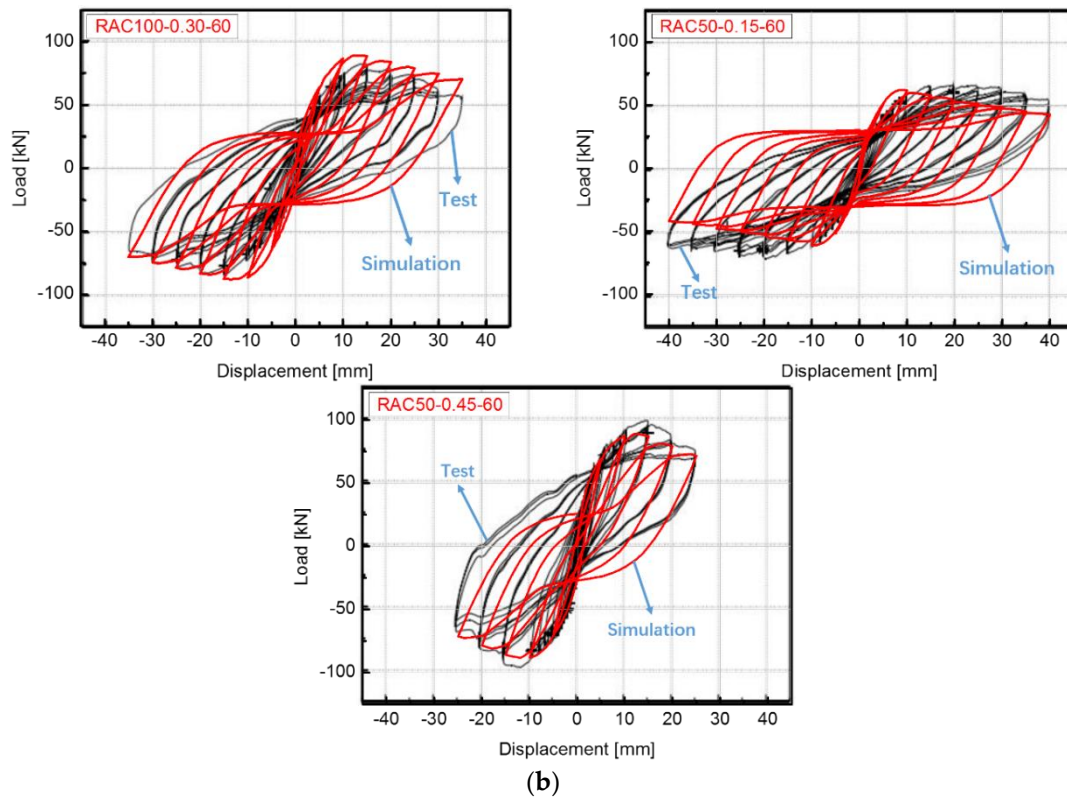 RAC100-0.30-60
100
50
0
-50
-100
Load [kN]
Test
Simulation
-40 -30 -20 -10 0 10 20 30 40
Displacement [mm]
RAC50-0.15-60
100
50
0
-50
-100
Load [kN]
Test
Simulation
-40 -30 -20 -10 0 10 20 30 40
Displacement [mm]
RAC50-0.45-60
100
50
0
-50
-100
Load [kN]
Test
Simulation
-40 -30 -20 -10 0 10 20 30 40
Displacement [mm]
(b)